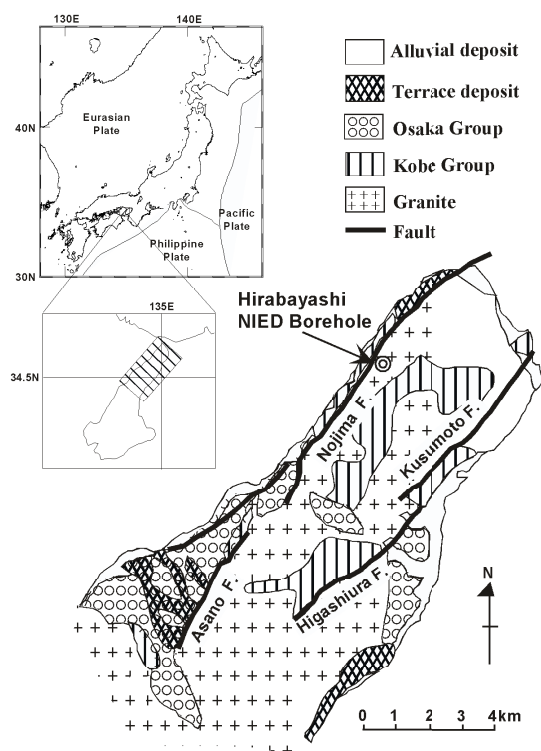 130E
140E
40N
Eurasian
Plate
Pacific
Plate
Philippine
Plate
30N
135E
34.5N
Alluvial deposit
Terrace deposit
Osaka Group
Kobe Group
Granite
Fault
Hirabayashi
NIED Borehole
Nojima F.
Kusumoto F.
Asano F.
Higashiura F.
N
0 1 2 3 4km